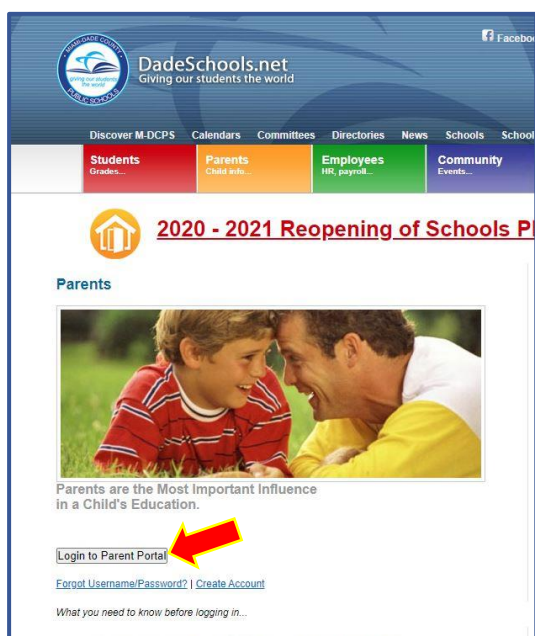 Facebo
MIAMI-DADE COUNTY
giving our students
the world
PUBLIC SCHOOLS
DadeSchools.net
Giving our students the world
Discover M-DCPS Calendars Committees Directories News Schools School
Students Parents Employees Community
Grades... Child info... HR, payroll... Events...
2020 - 2021 Reopening of Schools Pl
Parents
Parents are the Most Important Influence
in a Child's Education.
Login to Parent Portal
Forgot Username/Password? | Create Account
What you need to know before logging in...